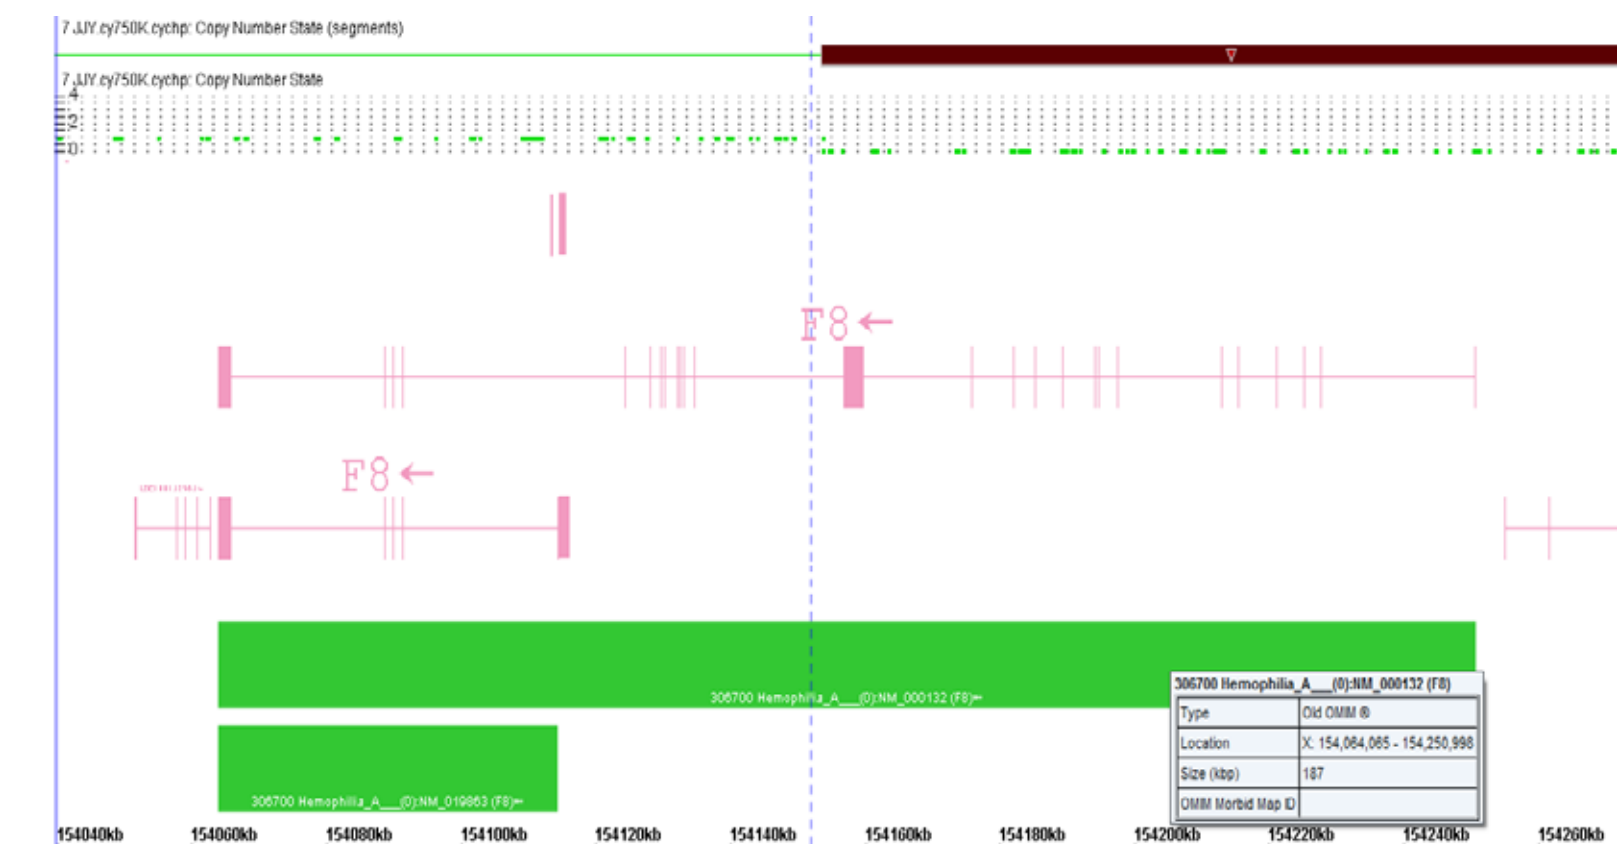 7.JJY.cy750K.cychp: Copy Number State (segments)
7.JJY.cy750K.cychp: Copy Number State
4
2
0
F8 ←
F8 ←
306700 Hemophilia_A___(0):NM_000132 (F8)
306700 Hemophilia_A___(0):NM_000132 (F8)
Type Old OMIM ®
Location X: 154,064,065 - 154,250,998
Size (kbp) 187
OMIM Morbid Map ID
306700 Hemophilia_A___(0):NM_019863 (F8)
154040kb 154060kb 154080kb 154100kb 154120kb 154140kb 154160kb 154180kb 154200kb 154220kb 154240kb 154260kb